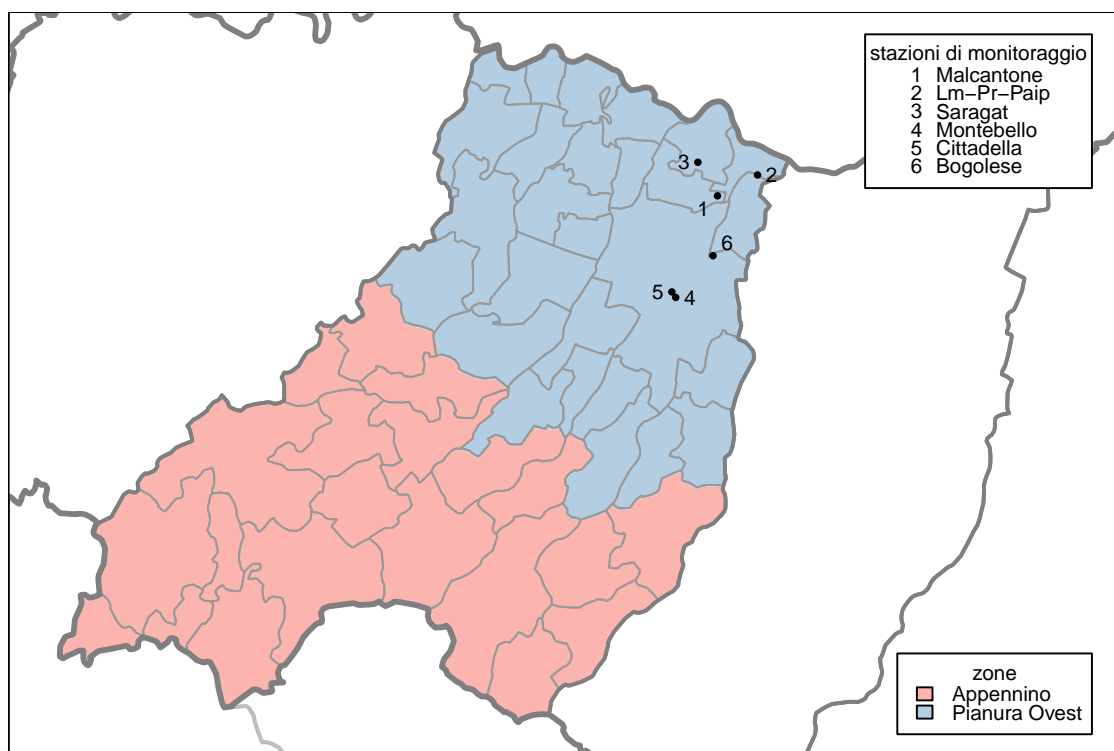 stazioni di monitoraggio
1 Malcantone
2 Lm−Pr−Paip
3 Saragat
4 Montebello
5 Cittadella
6 Bogolese
3
2
1
6
5
4
zone
Appennino
Pianura Ovest